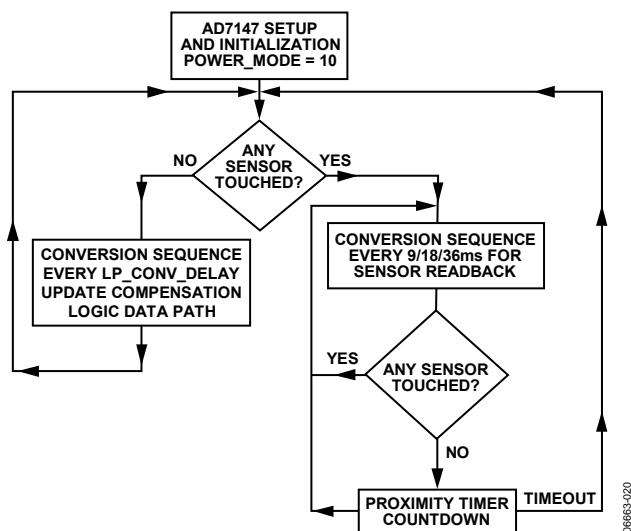 AD7147 SETUP
AND INITIALIZATION
POWER_MODE = 10
ANY
SENSOR
TOUCHED?
NO
YES
CONVERSION SEQUENCE
EVERY LP_CONV_DELAY
UPDATE COMPENSATION
LOGIC DATA PATH
CONVERSION SEQUENCE
EVERY 9/18/36ms FOR
SENSOR READBACK
YES
ANY SENSOR
TOUCHED?
NO
PROXIMITY TIMER
COUNTDOWN
TIMEOUT
06663-020